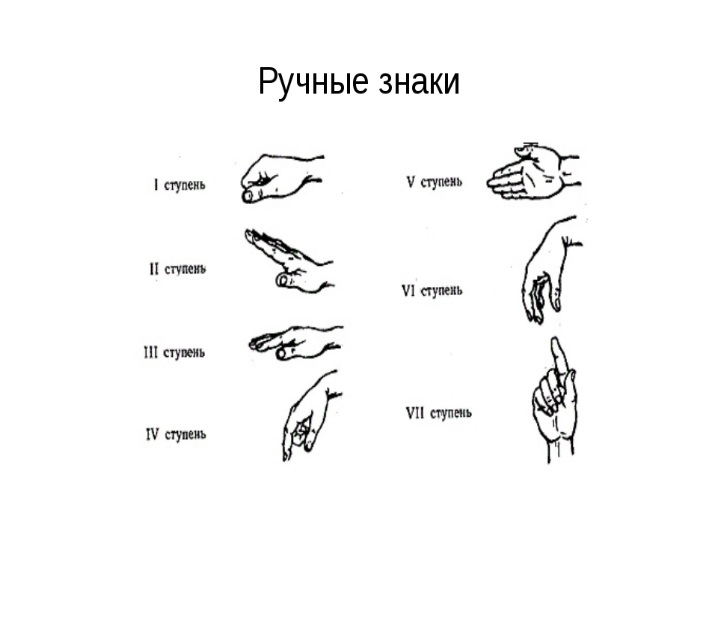 Ручные знаки
I ступень
II ступень
III ступень
IV ступень
V ступень
VI ступень
VII ступень